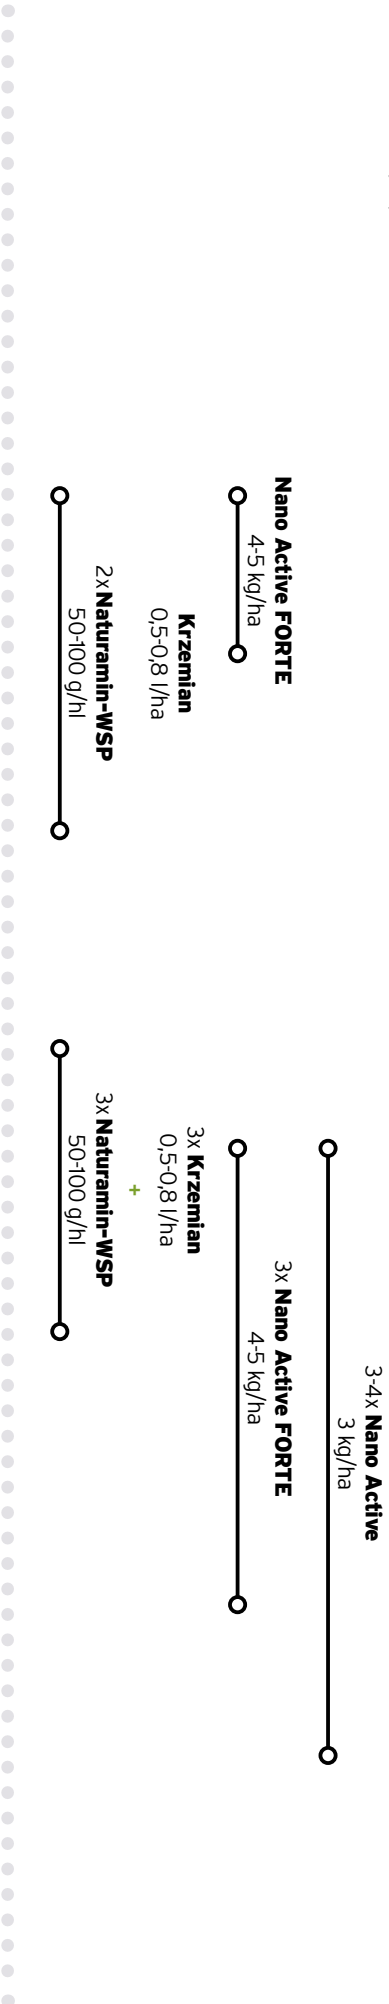 Nano Active FORTE
4-5 kg/ha
Krzemian
0,5-0,8 l/ha
2x Naturamin-WSP
50-100 g/hl
3-4x Nano Active
3 kg/ha
3x Nano Active FORTE
4-5 kg/ha
3x Krzemian
0,5-0,8 l/ha
+
3x Naturamin-WSP
50-100 g/hl